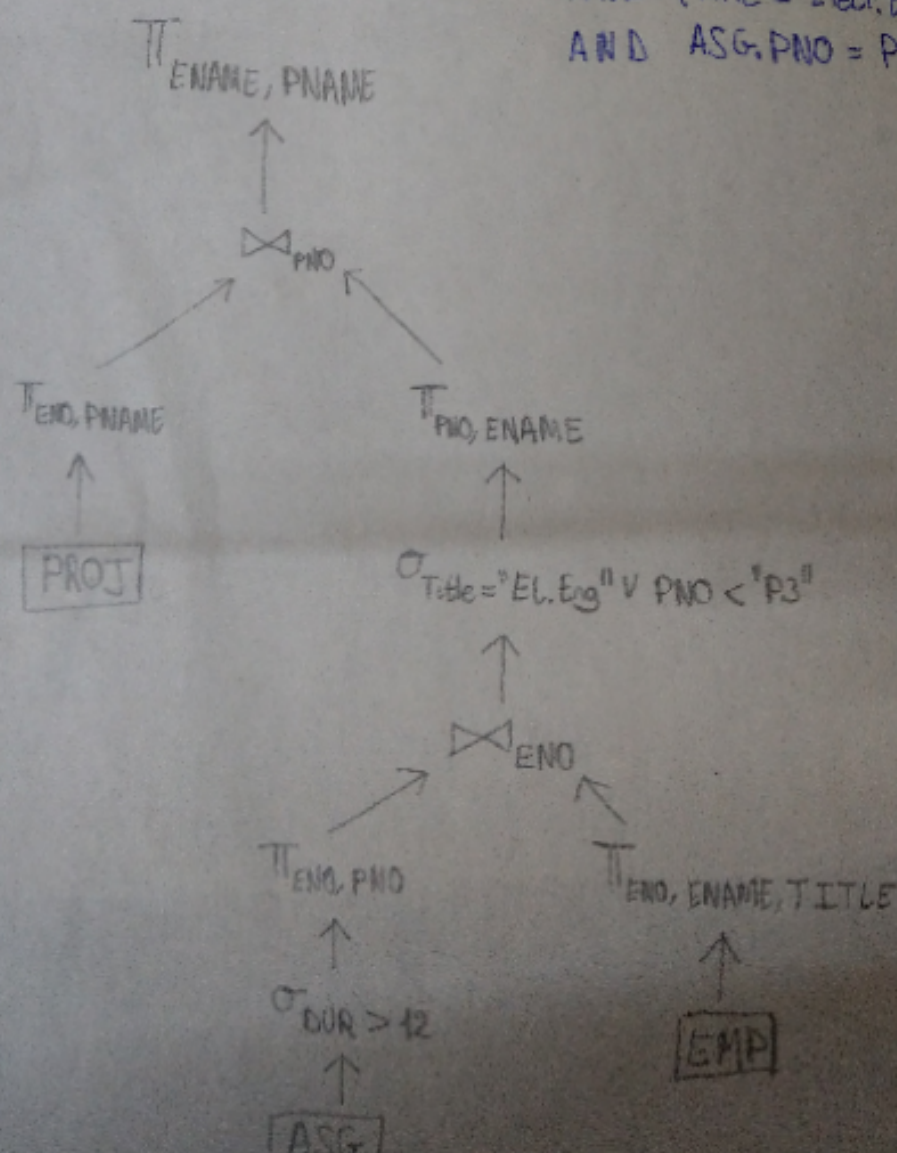 AND ASG.PNO = P
π ENAME, PNAME
⋈ PNO
π ENO, PNAME
π PNO, ENAME
PROJ
σ Title="El.Eng" ∨ PNO < "P3"
⋈ ENO
π ENO, PNO
π ENO, ENAME, TITLE
σ DUR > 12
EMP
ASG